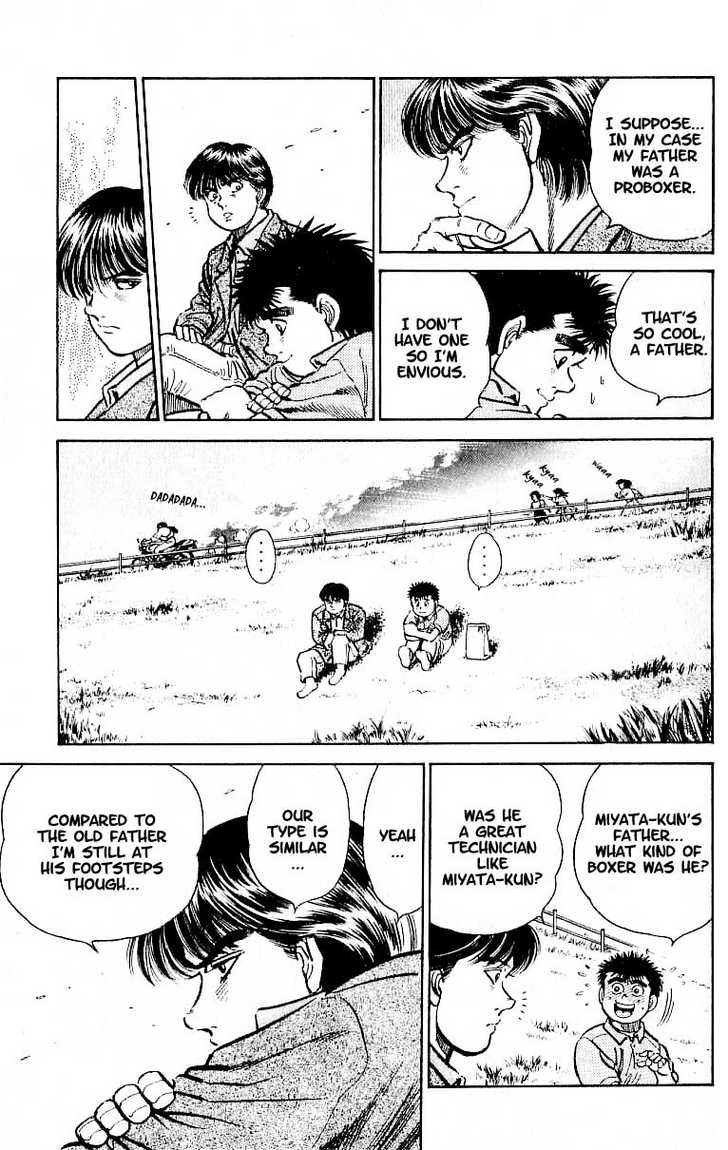 I SUPPOSE...
IN MY CASE
MY FATHER
WAS A
PROBOXER.
THAT'S
SO COOL,
A FATHER.
I DON'T
HAVE ONE
SO I'M
ENVIOUS.
kyaa
kyaa
waaa
DADADADA...
...
...
MIYATA-KUN'S
FATHER...
WHAT KIND OF
BOXER WAS HE?
WAS HE
A GREAT
TECHNICIAN
LIKE
MIYATA-KUN?
YEAH
...
OUR
TYPE IS
SIMILAR
...
COMPARED TO
THE OLD FATHER
I'M STILL AT
HIS FOOTSTEPS
THOUGH...